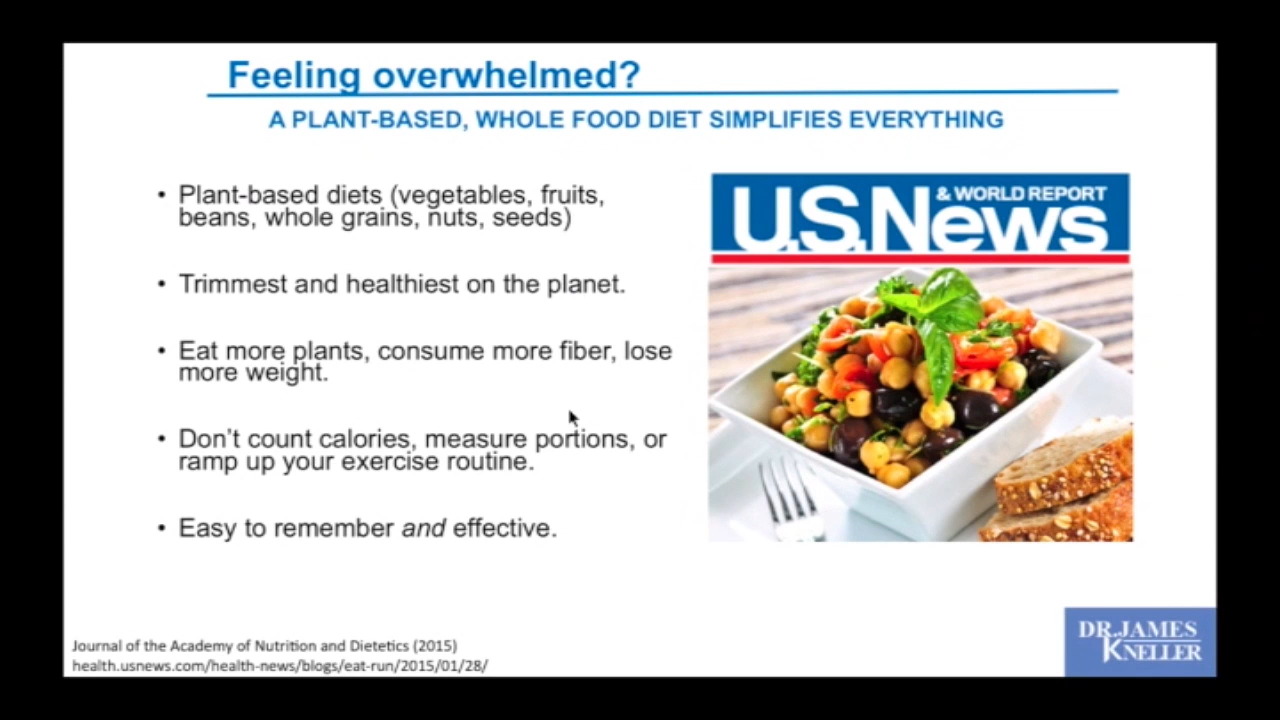 Feeling overwhelmed?
A PLANT-BASED, WHOLE FOOD DIET SIMPLIFIES EVERYTHING
• Plant-based diets (vegetables, fruits,
beans, whole grains, nuts, seeds)
• Trimmest and healthiest on the planet.
• Eat more plants, consume more fiber, lose
more weight.
• Don’t count calories, measure portions, or
ramp up your exercise routine.
• Easy to remember and effective.
& WORLD REPORT
U.S.News
Journal of the Academy of Nutrition and Dietetics (2015)
health.usnews.com/health-news/blogs/eat-run/2015/01/28/
DR.JAMES
KNELLER